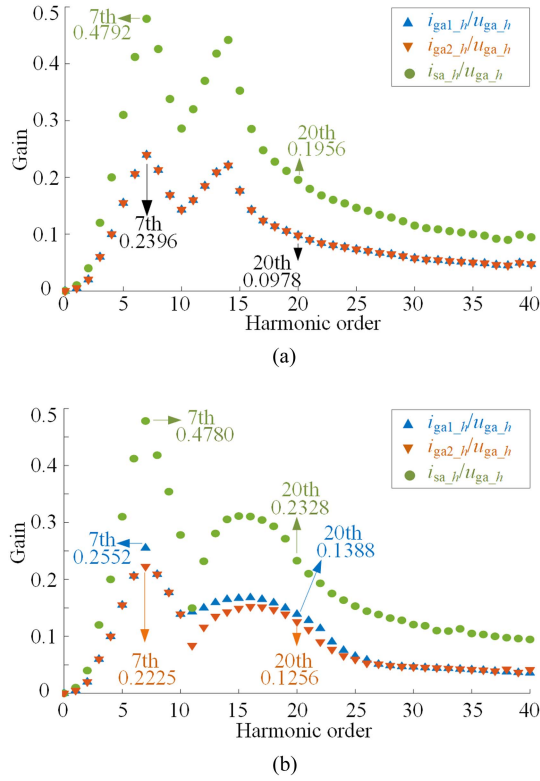 0.5
0.4
0.3
0.2
0.1
0
Gain
7th
0.4792
i_ga1_h/u_ga_h
i_ga2_h/u_ga_h
i_sa_h/u_ga_h
20th
0.1956
7th
0.2396
20th
0.0978
0 5 10 15 20 25 30 35 40
Harmonic order
(a)
0.5
0.4
0.3
0.2
0.1
0
Gain
7th
0.4780
i_ga1_h/u_ga_h
i_ga2_h/u_ga_h
i_sa_h/u_ga_h
7th
0.2552
20th
0.2328
20th
0.1388
7th
0.2225
20th
0.1256
0 5 10 15 20 25 30 35 40
Harmonic order
(b)